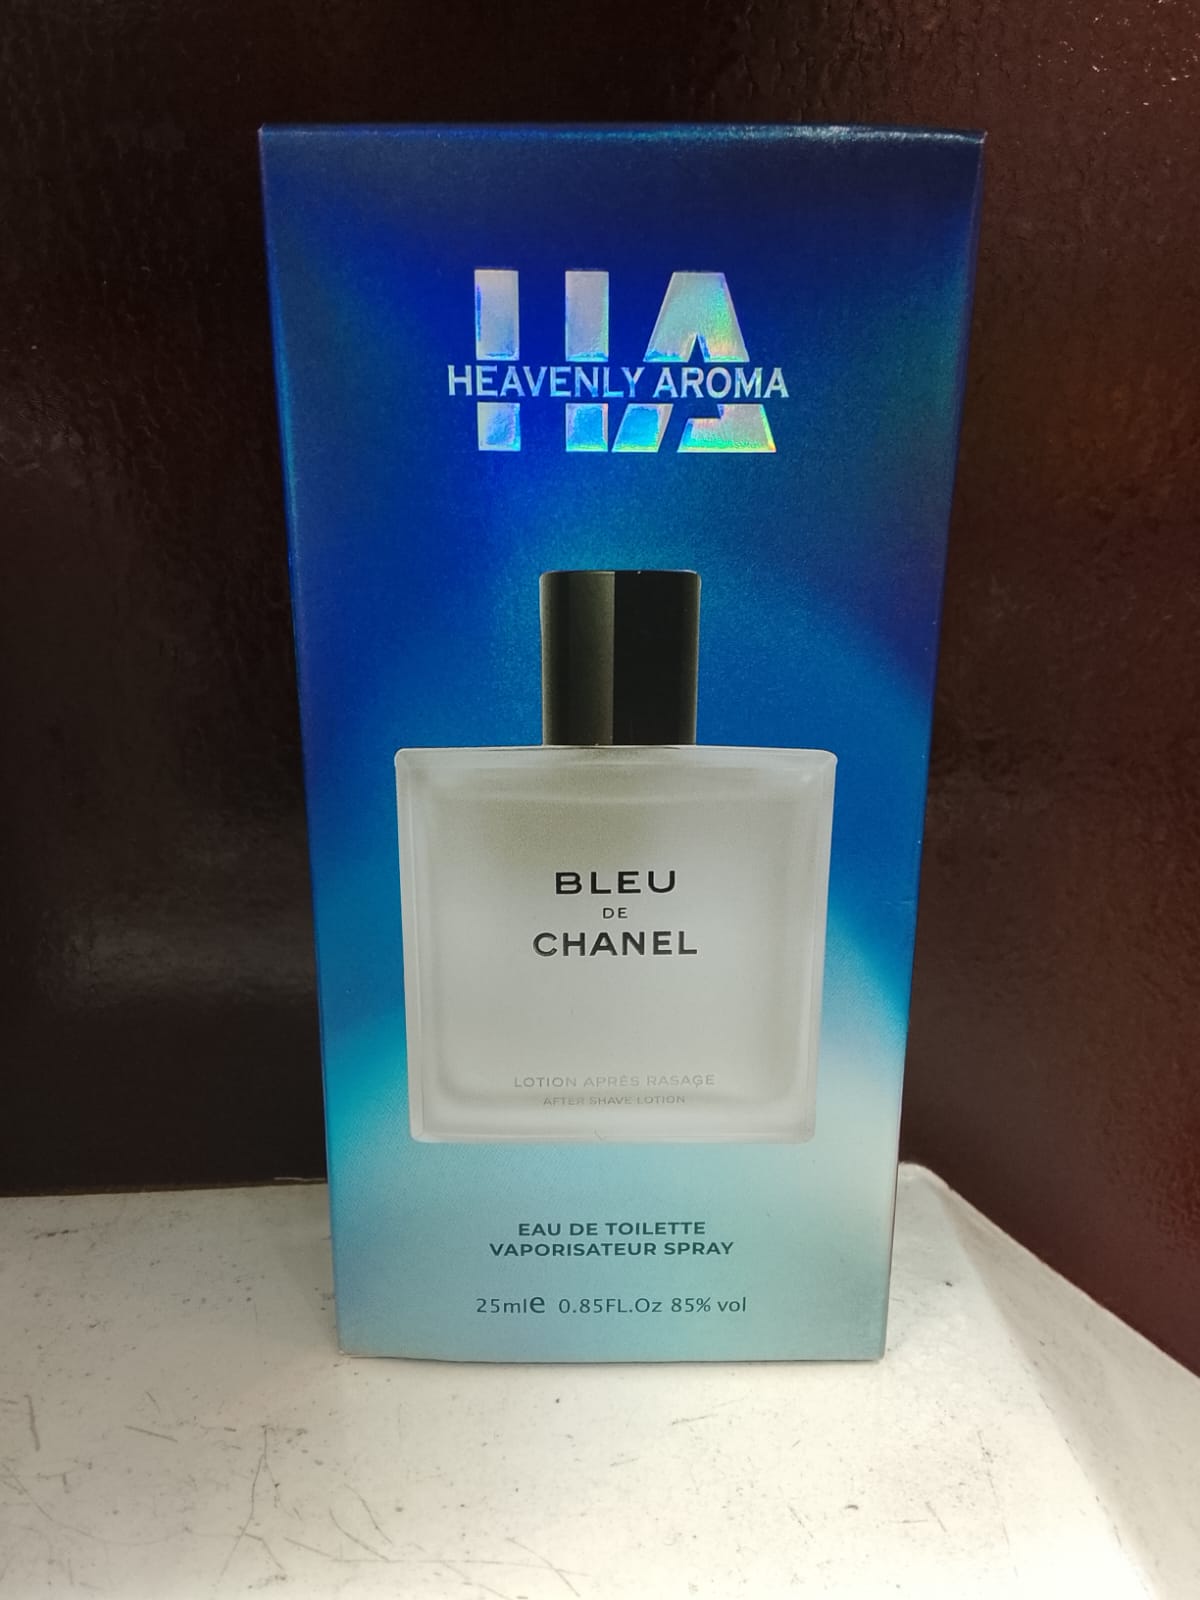 HA
HEAVENLY AROMA
BLEU
DE
CHANEL
LOTION APRÈS RASAGE
AFTER SHAVE LOTION
EAU DE TOILETTE
VAPORISATEUR SPRAY
25ml℮ 0.85FL.Oz 85% vol